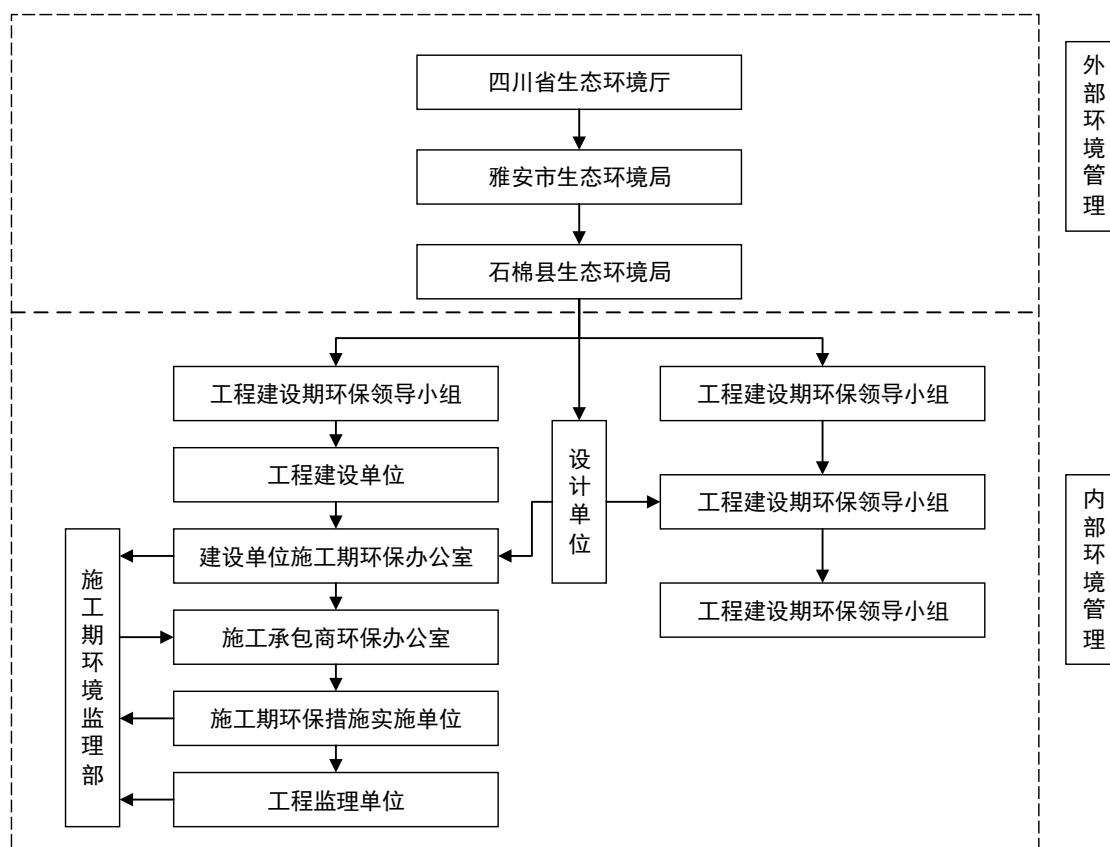 四川省生态环境厅
雅安市生态环境局
石棉县生态环境局
外部环境管理
工程建设期环保领导小组
工程建设单位
建设单位施工期环保办公室
施工承包商环保办公室
施工期环保措施实施单位
工程监理单位
施工期环境监理部
设计单位
工程建设期环保领导小组
工程建设期环保领导小组
工程建设期环保领导小组
内部环境管理